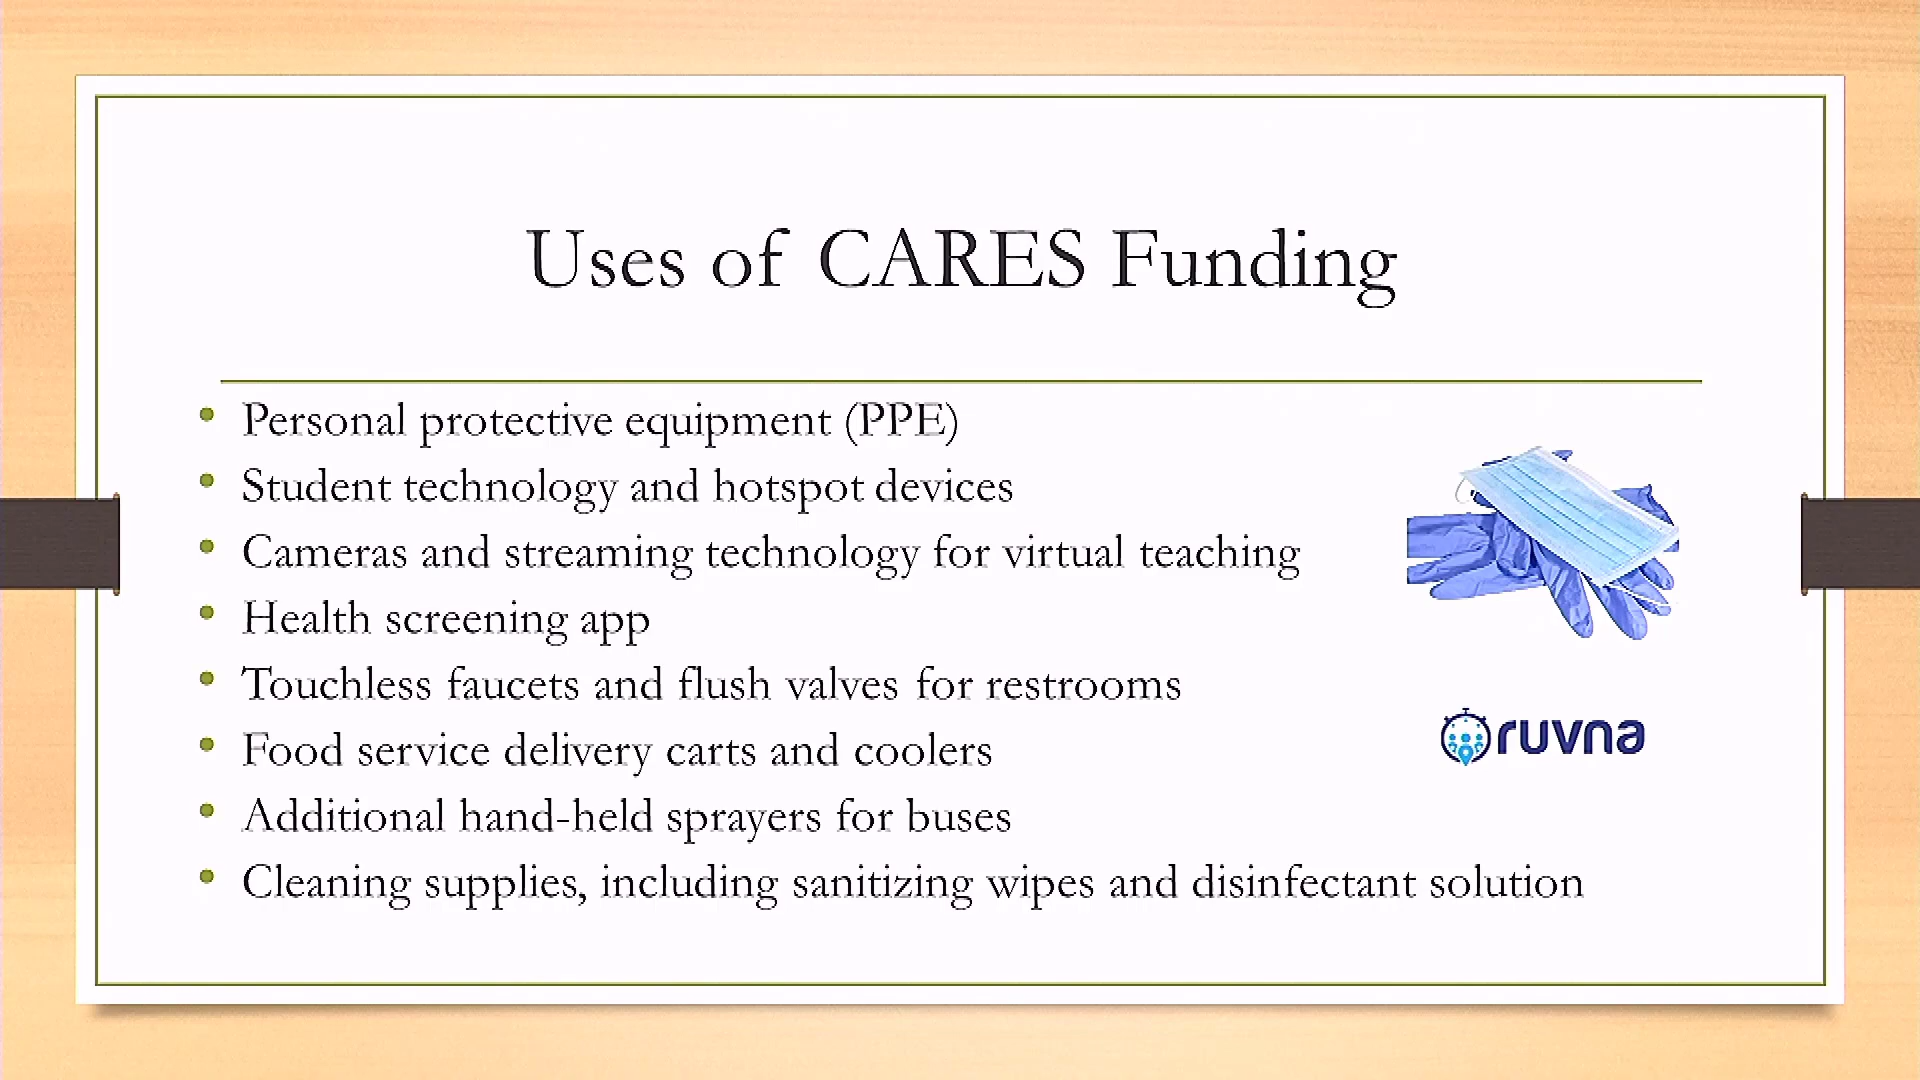 Uses of CARES Funding
• Personal protective equipment (PPE)
• Student technology and hotspot devices
• Cameras and streaming technology for virtual teaching
• Health screening app
• Touchless faucets and flush valves for restrooms
• Food service delivery carts and coolers
• Additional hand-held sprayers for buses
• Cleaning supplies, including sanitizing wipes and disinfectant solution
ruvna